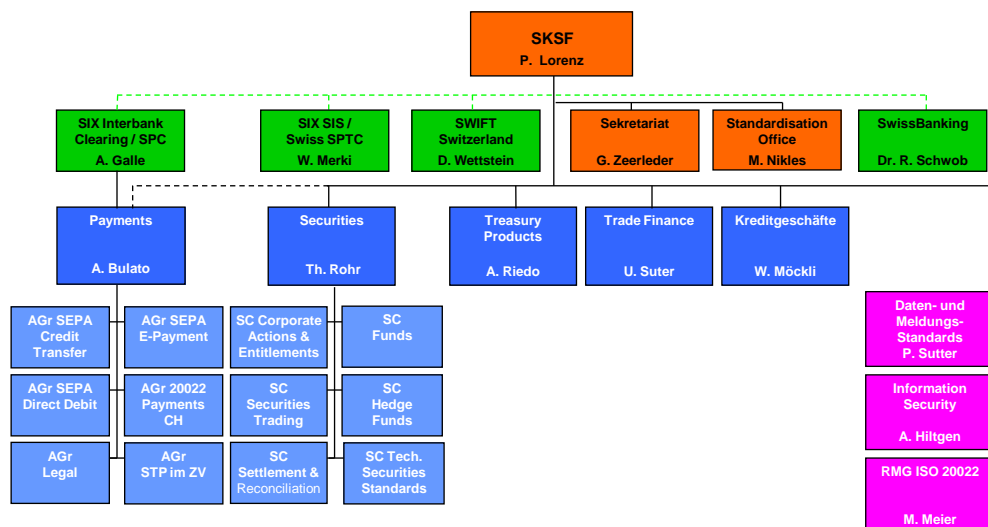 SKSF
P. Lorenz
SIX Interbank
Clearing / SPC
A. Galle
SIX SIS /
Swiss SPTC
W. Merki
SWIFT
Switzerland
D. Wettstein
Sekretariat
G. Zeerleder
Standardisation
Office
M. Nikles
SwissBanking
Dr. R. Schwob
Payments
A. Bulato
Securities
Th. Rohr
Treasury
Products
A. Riedo
Trade Finance
U. Suter
Kreditgeschäfte
W. Möckli
AGr SEPA
Credit
Transfer
AGr SEPA
E-Payment
SC Corporate
Actions &
Entitlements
SC
Funds
Daten- und
Meldungs-
Standards
P. Sutter
AGr SEPA
Direct Debit
AGr 20022
Payments
CH
SC
Securities
Trading
SC
Hedge
Funds
Information
Security
A. Hiltgen
AGr
Legal
AGr
STP im ZV
SC
Settlement &
Reconciliation
SC Tech.
Securities
Standards
RMG ISO 20022
M. Meier